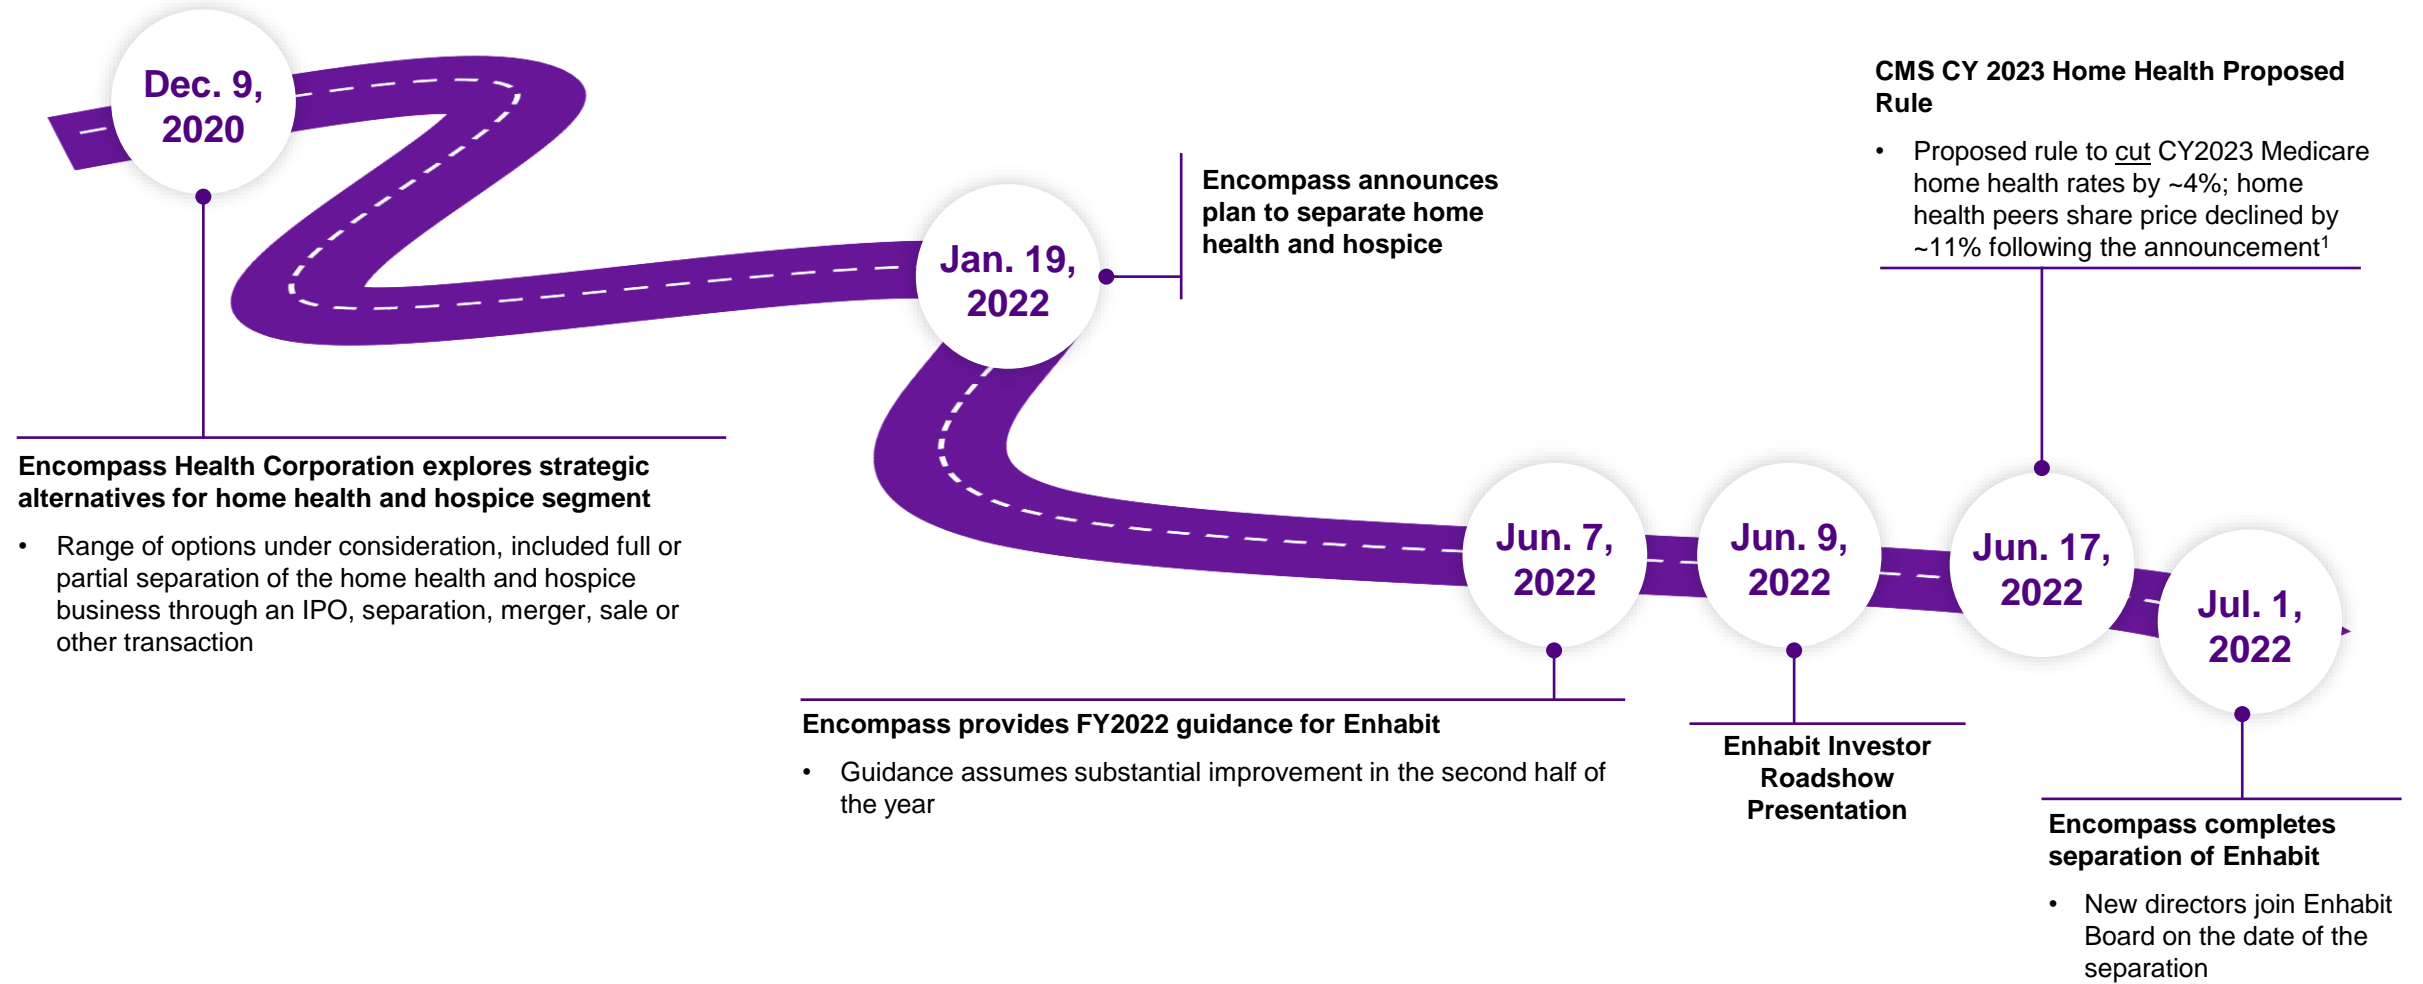 Dec. 9,
2020
Encompass Health Corporation explores strategic
alternatives for home health and hospice segment
• Range of options under consideration, included full or
partial separation of the home health and hospice
business through an IPO, separation, merger, sale or
other transaction
Jan. 19,
2022
Encompass announces
plan to separate home
health and hospice
Jun. 7,
2022
Encompass provides FY2022 guidance for Enhabit
• Guidance assumes substantial improvement in the second half of
the year
Jun. 9,
2022
Enhabit Investor
Roadshow
Presentation
CMS CY 2023 Home Health Proposed
Rule
• Proposed rule to cut CY2023 Medicare
home health rates by ~4%; home
health peers share price declined by
~11% following the announcement¹
Jun. 17,
2022
Jul. 1,
2022
Encompass completes
separation of Enhabit
• New directors join Enhabit
Board on the date of the
separation